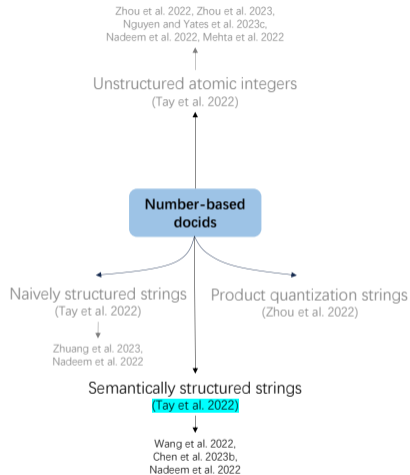 Zhou et al. 2022, Zhou et al. 2023,
Nguyen and Yates et al. 2023c,
Nadeem et al. 2022, Mehta et al. 2022
Unstructured atomic integers
(Tay et al. 2022)
Number-based
docids
Naively structured strings
(Tay et al. 2022)
Product quantization strings
(Zhou et al. 2022)
Zhuang et al. 2023,
Nadeem et al. 2022
Semantically structured strings
(Tay et al. 2022)
Wang et al. 2022,
Chen et al. 2023b,
Nadeem et al. 2022